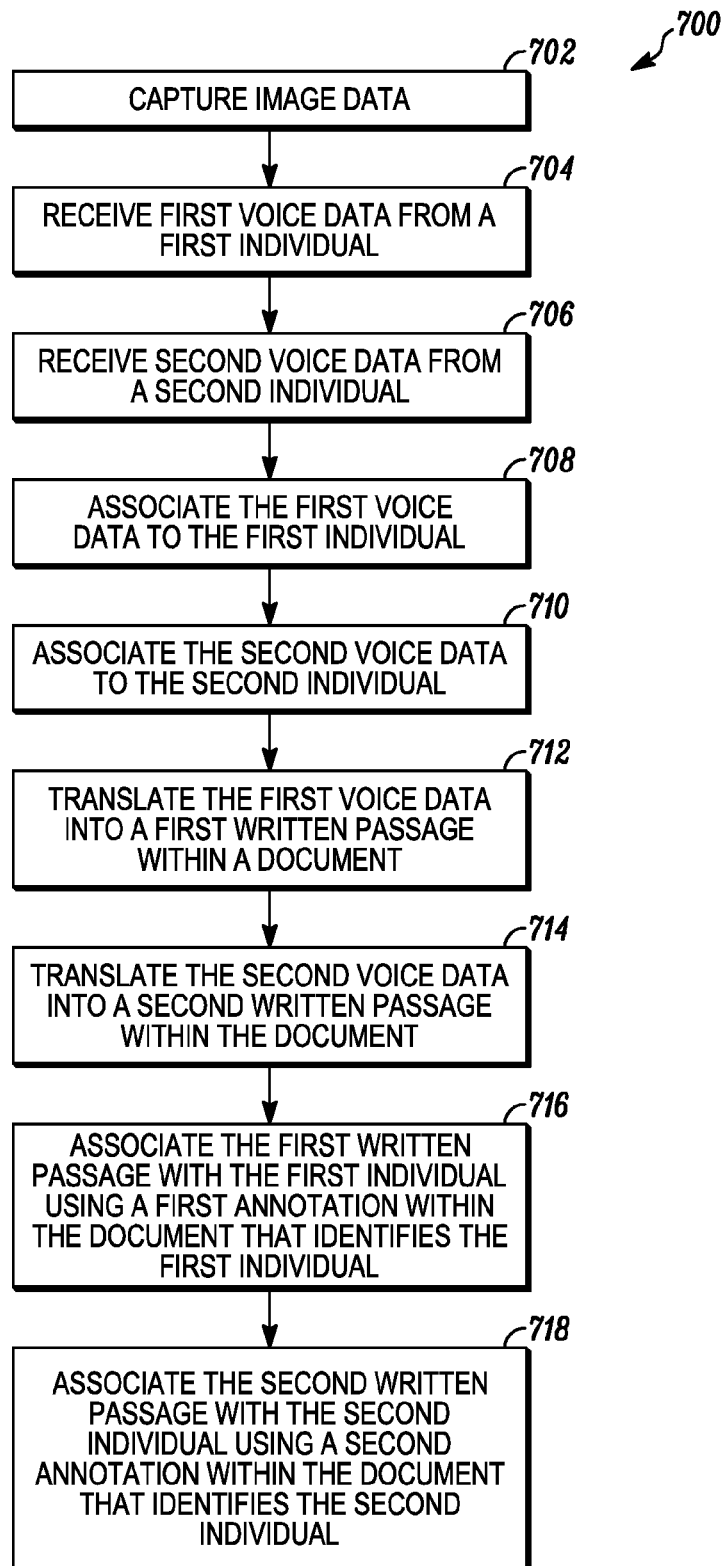 700
702
CAPTURE IMAGE DATA
704
RECEIVE FIRST VOICE DATA FROM A
FIRST INDIVIDUAL
706
RECEIVE SECOND VOICE DATA FROM
A SECOND INDIVIDUAL
708
ASSOCIATE THE FIRST VOICE
DATA TO THE FIRST INDIVIDUAL
710
ASSOCIATE THE SECOND VOICE DATA
TO THE SECOND INDIVIDUAL
712
TRANSLATE THE FIRST VOICE DATA
INTO A FIRST WRITTEN PASSAGE
WITHIN A DOCUMENT
714
TRANSLATE THE SECOND VOICE DATA
INTO A SECOND WRITTEN PASSAGE
WITHIN THE DOCUMENT
716
ASSOCIATE THE FIRST WRITTEN
PASSAGE WITH THE FIRST INDIVIDUAL
USING A FIRST ANNOTATION WITHIN
THE DOCUMENT THAT IDENTIFIES THE
FIRST INDIVIDUAL
718
ASSOCIATE THE SECOND WRITTEN
PASSAGE WITH THE SECOND
INDIVIDUAL USING A SECOND
ANNOTATION WITHIN THE DOCUMENT
THAT IDENTIFIES THE SECOND
INDIVIDUAL